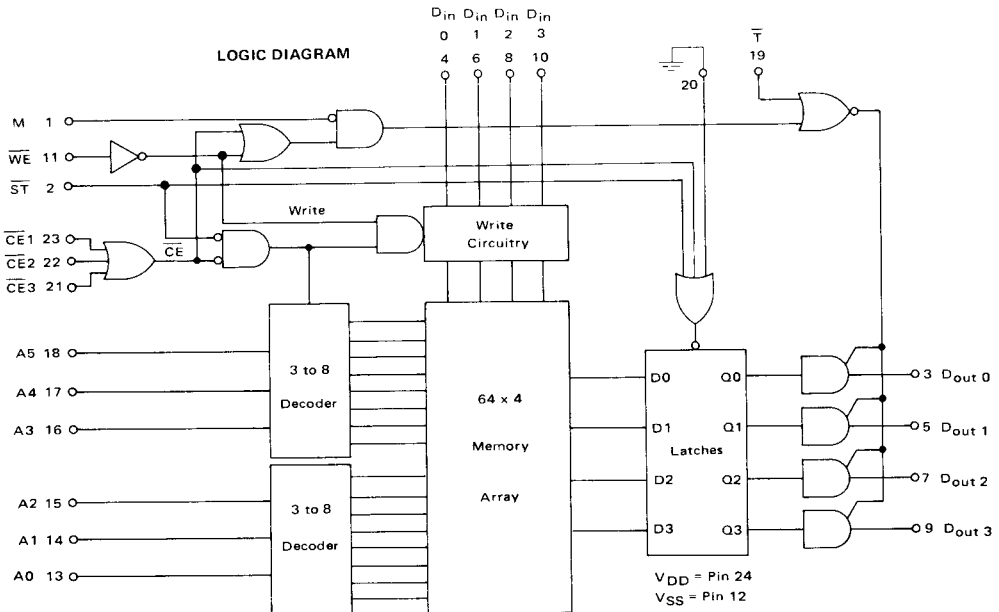 LOGIC DIAGRAM
D_in D_in D_in D_in
0 1 2 3
4 6 8 10
20
T̅
19
M 1
W̅E̅ 11
S̅T̅ 2
Write
C̅E̅1 23
C̅E̅2 22
C̅E̅3 21
C̅E̅
Write
Circuitry
A5 18
A4 17
A3 16
3 to 8
Decoder
A2 15
A1 14
A0 13
3 to 8
Decoder
64 x 4
Memory
Array
D0 Q0
D1 Q1
Latches
D2 Q2
D3 Q3
3 D_out 0
5 D_out 1
7 D_out 2
9 D_out 3
V_DD = Pin 24
V_SS = Pin 12